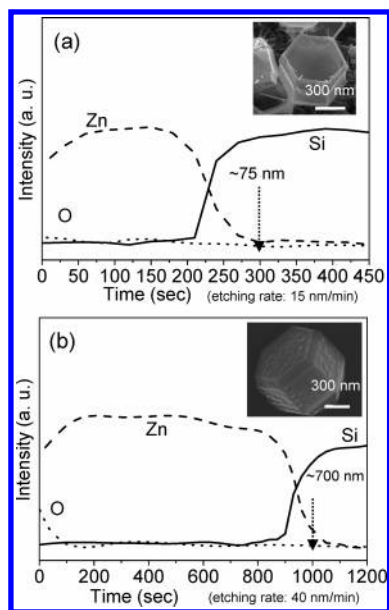 (a)
300 nm
Zn
Si
~75 nm
O
Intensity (a. u.)
0 50 100 150 200 250 300 350 400 450
Time (sec) (etching rate: 15 nm/min)
(b)
300 nm
Zn
Si
~700 nm
O
Intensity (a. u.)
0 200 400 600 800 1000 1200
Time (sec) (etching rate: 40 nm/min)